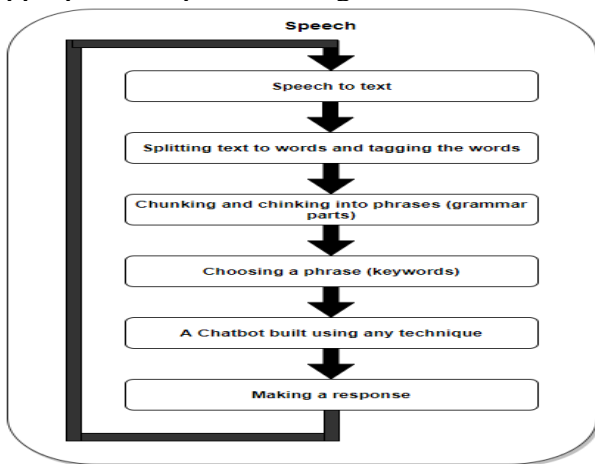 Speech
Speech to text
Splitting text to words and tagging the words
Chunking and chinking into phrases (grammar
parts)
Choosing a phrase (keywords)
A Chatbot built using any technique
Making a response